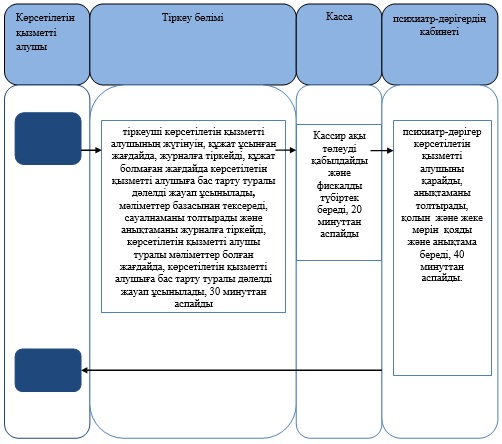 Көрсетілетін
қызметті
алушы
Тіркеу бөлімі
Касса
психиатр-дәрігердің
кабинеті
тіркеуші көрсетілетін қызметті
алушының жүгінуін, құжат ұсынған
жағдайда, журналға тіркейді, құжат
болмаған жағдайда көрсетілетін
қызметті алушыға бас тарту туралы
дәлелді жауап ұсынылады,
мәліметтер базасынан тексереді,
сауалнаманы толтырады және
анықтаманы журналға тіркейді,
көрсетілетін қызметті алушы
туралы мәліметтер болған
жағдайда, көрсетілетін қызметті
алушыға бас тарту туралы дәлелді
жауап ұсынылады, 30 минуттан
аспайды
Кассир ақы
төлеуді
қабылдайды
және
фискалды
түбіртек
береді, 20
минуттан
аспайды
психиатр-дәрігер
көрсетілетін
қызметті
алушыны
қарайды,
анықтаманы
толтырады,
қолын және жеке
мөрін қояды
және анықтама
береді, 40
минуттан
аспайды.